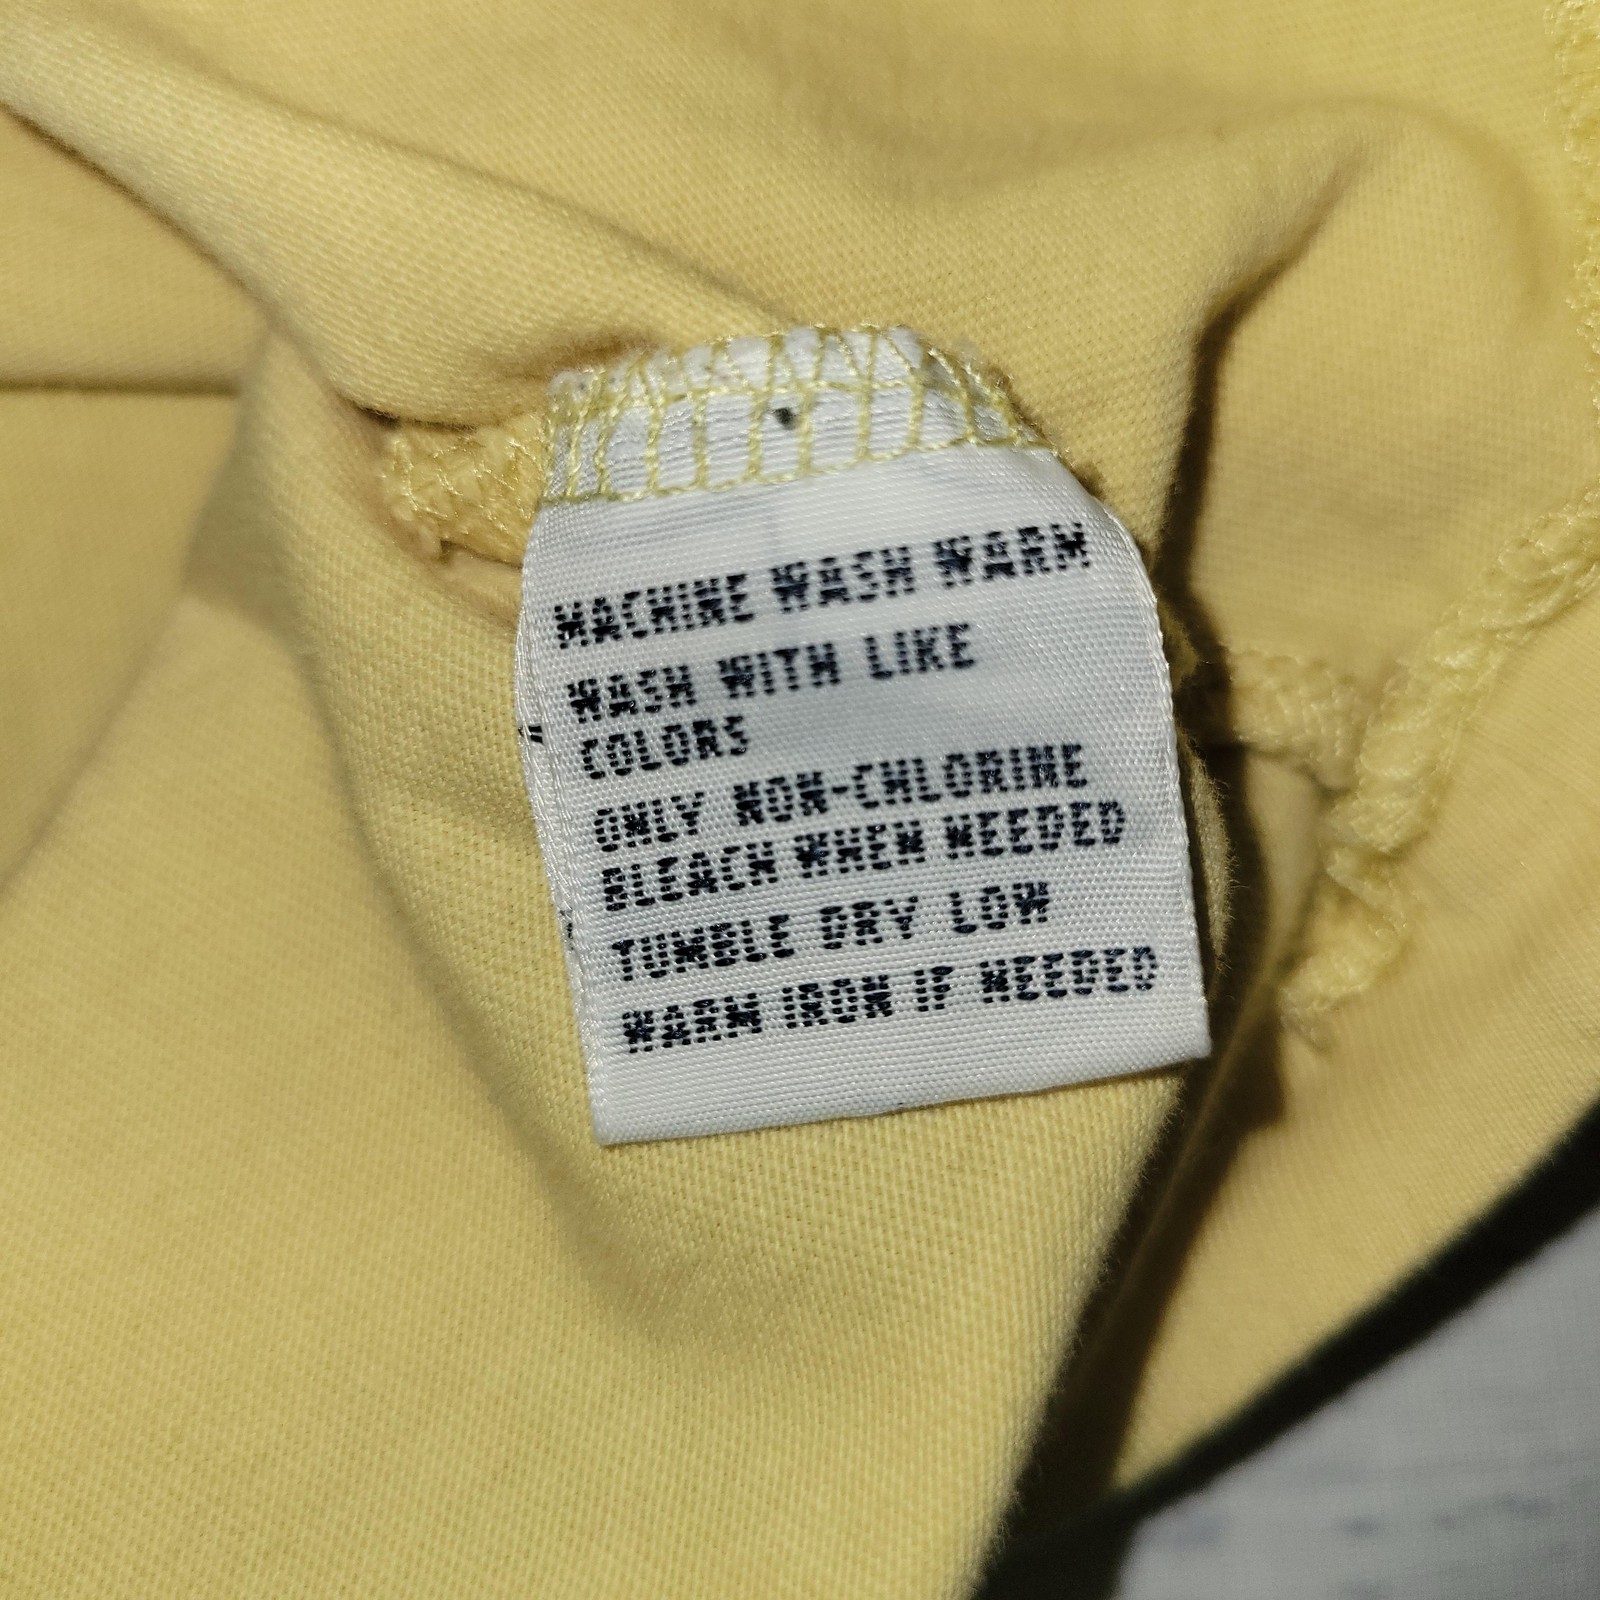 MACHINE WASH WARM
WASH WITH LIKE
COLORS
ONLY NON-CHLORINE
BLEACH WHEN NEEDED
TUMBLE DRY LOW
WARM IRON IF NEEDED